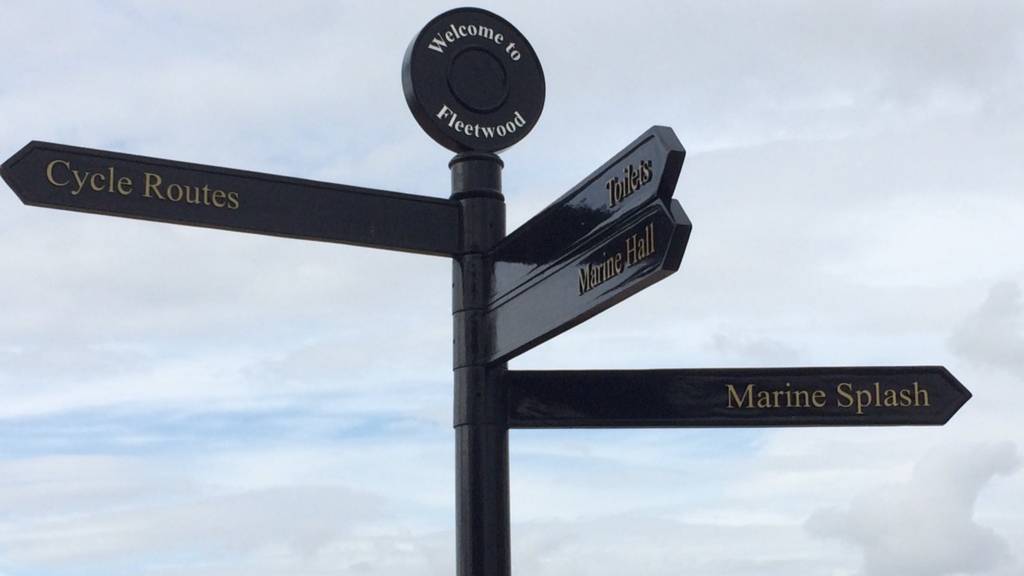 Welcome to
Fleetwood
Cycle Routes
Toilets
Marine Hall
Marine Splash